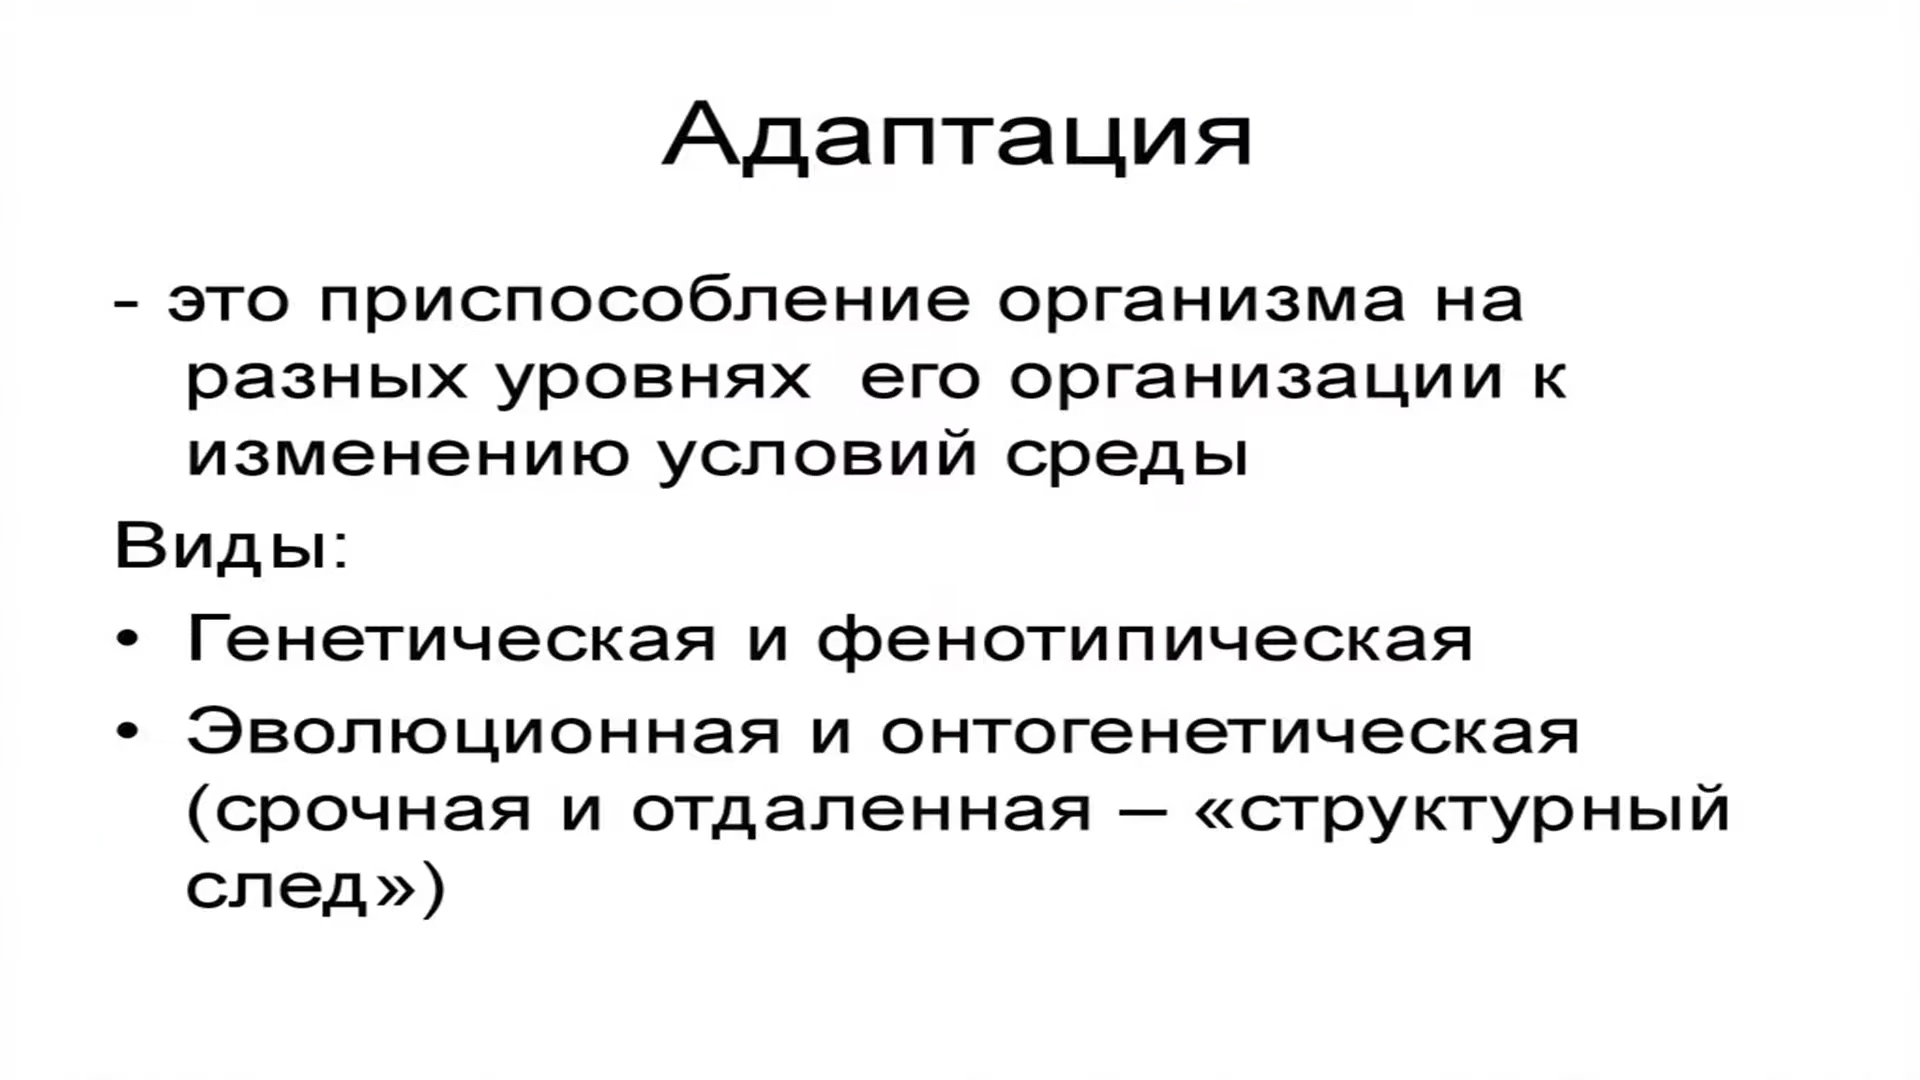 Адаптация
- это приспособление организма на
разных уровнях его организации к
изменению условий среды
Виды:
• Генетическая и фенотипическая
• Эволюционная и онтогенетическая
(срочная и отдаленная – «структурный
след»)